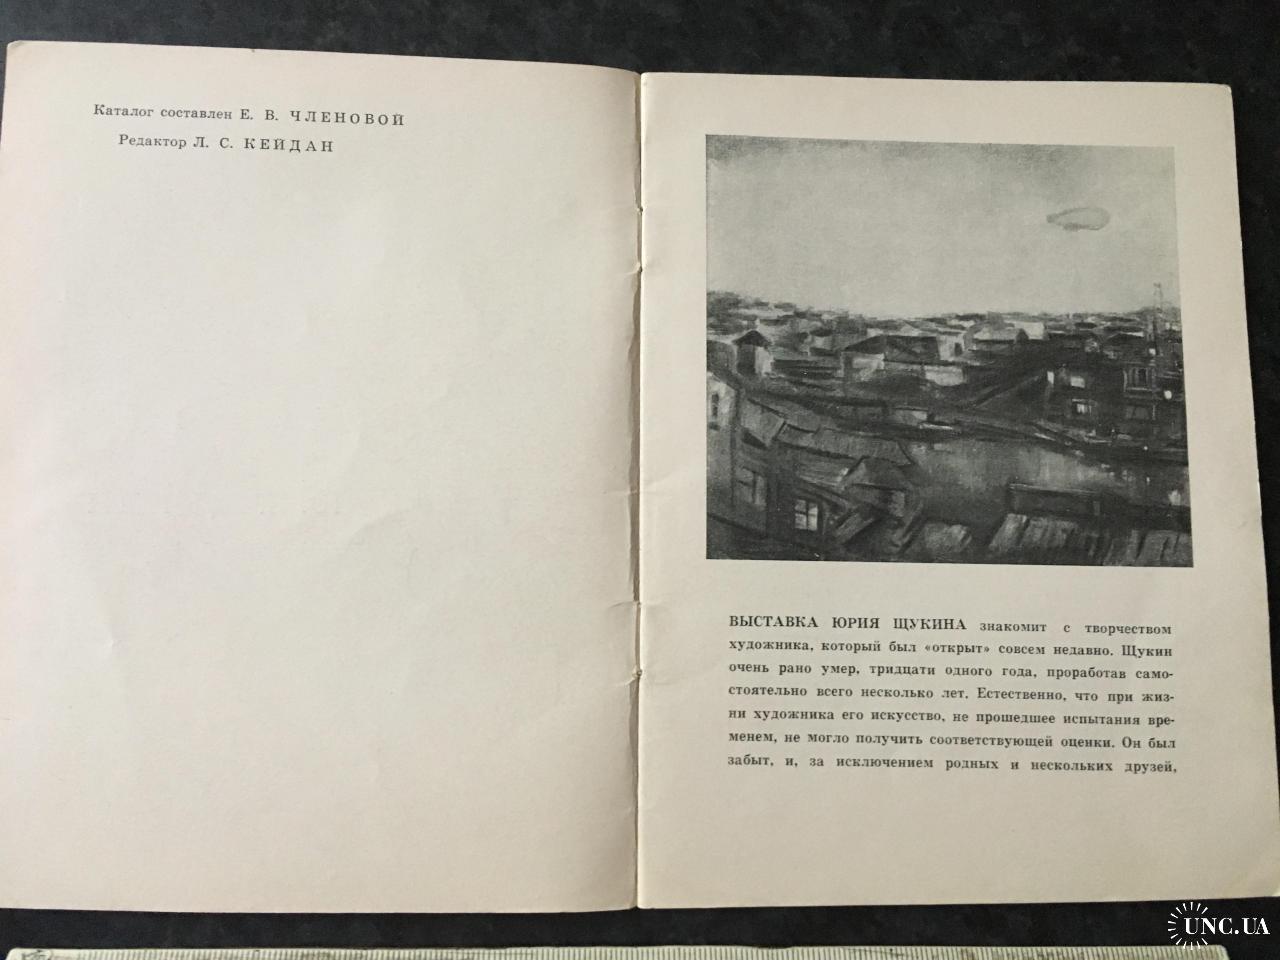 Каталог составлен Е. В. ЧЛЕНОВОЙ
Редактор Л. С. КЕЙДАН
ВЫСТАВКА ЮРИЯ ЩУКИНА знакомит с творчеством
художника, который был «открыт» совсем недавно. Щукин
очень рано умер, тридцати одного года, проработав само-
стоятельно всего несколько лет. Естественно, что при жиз-
ни художника его искусство, не прошедшее испытания вре-
менем, не могло получить соответствующей оценки. Он был
забыт, и, за исключением родных и нескольких друзей,
UNC.UA